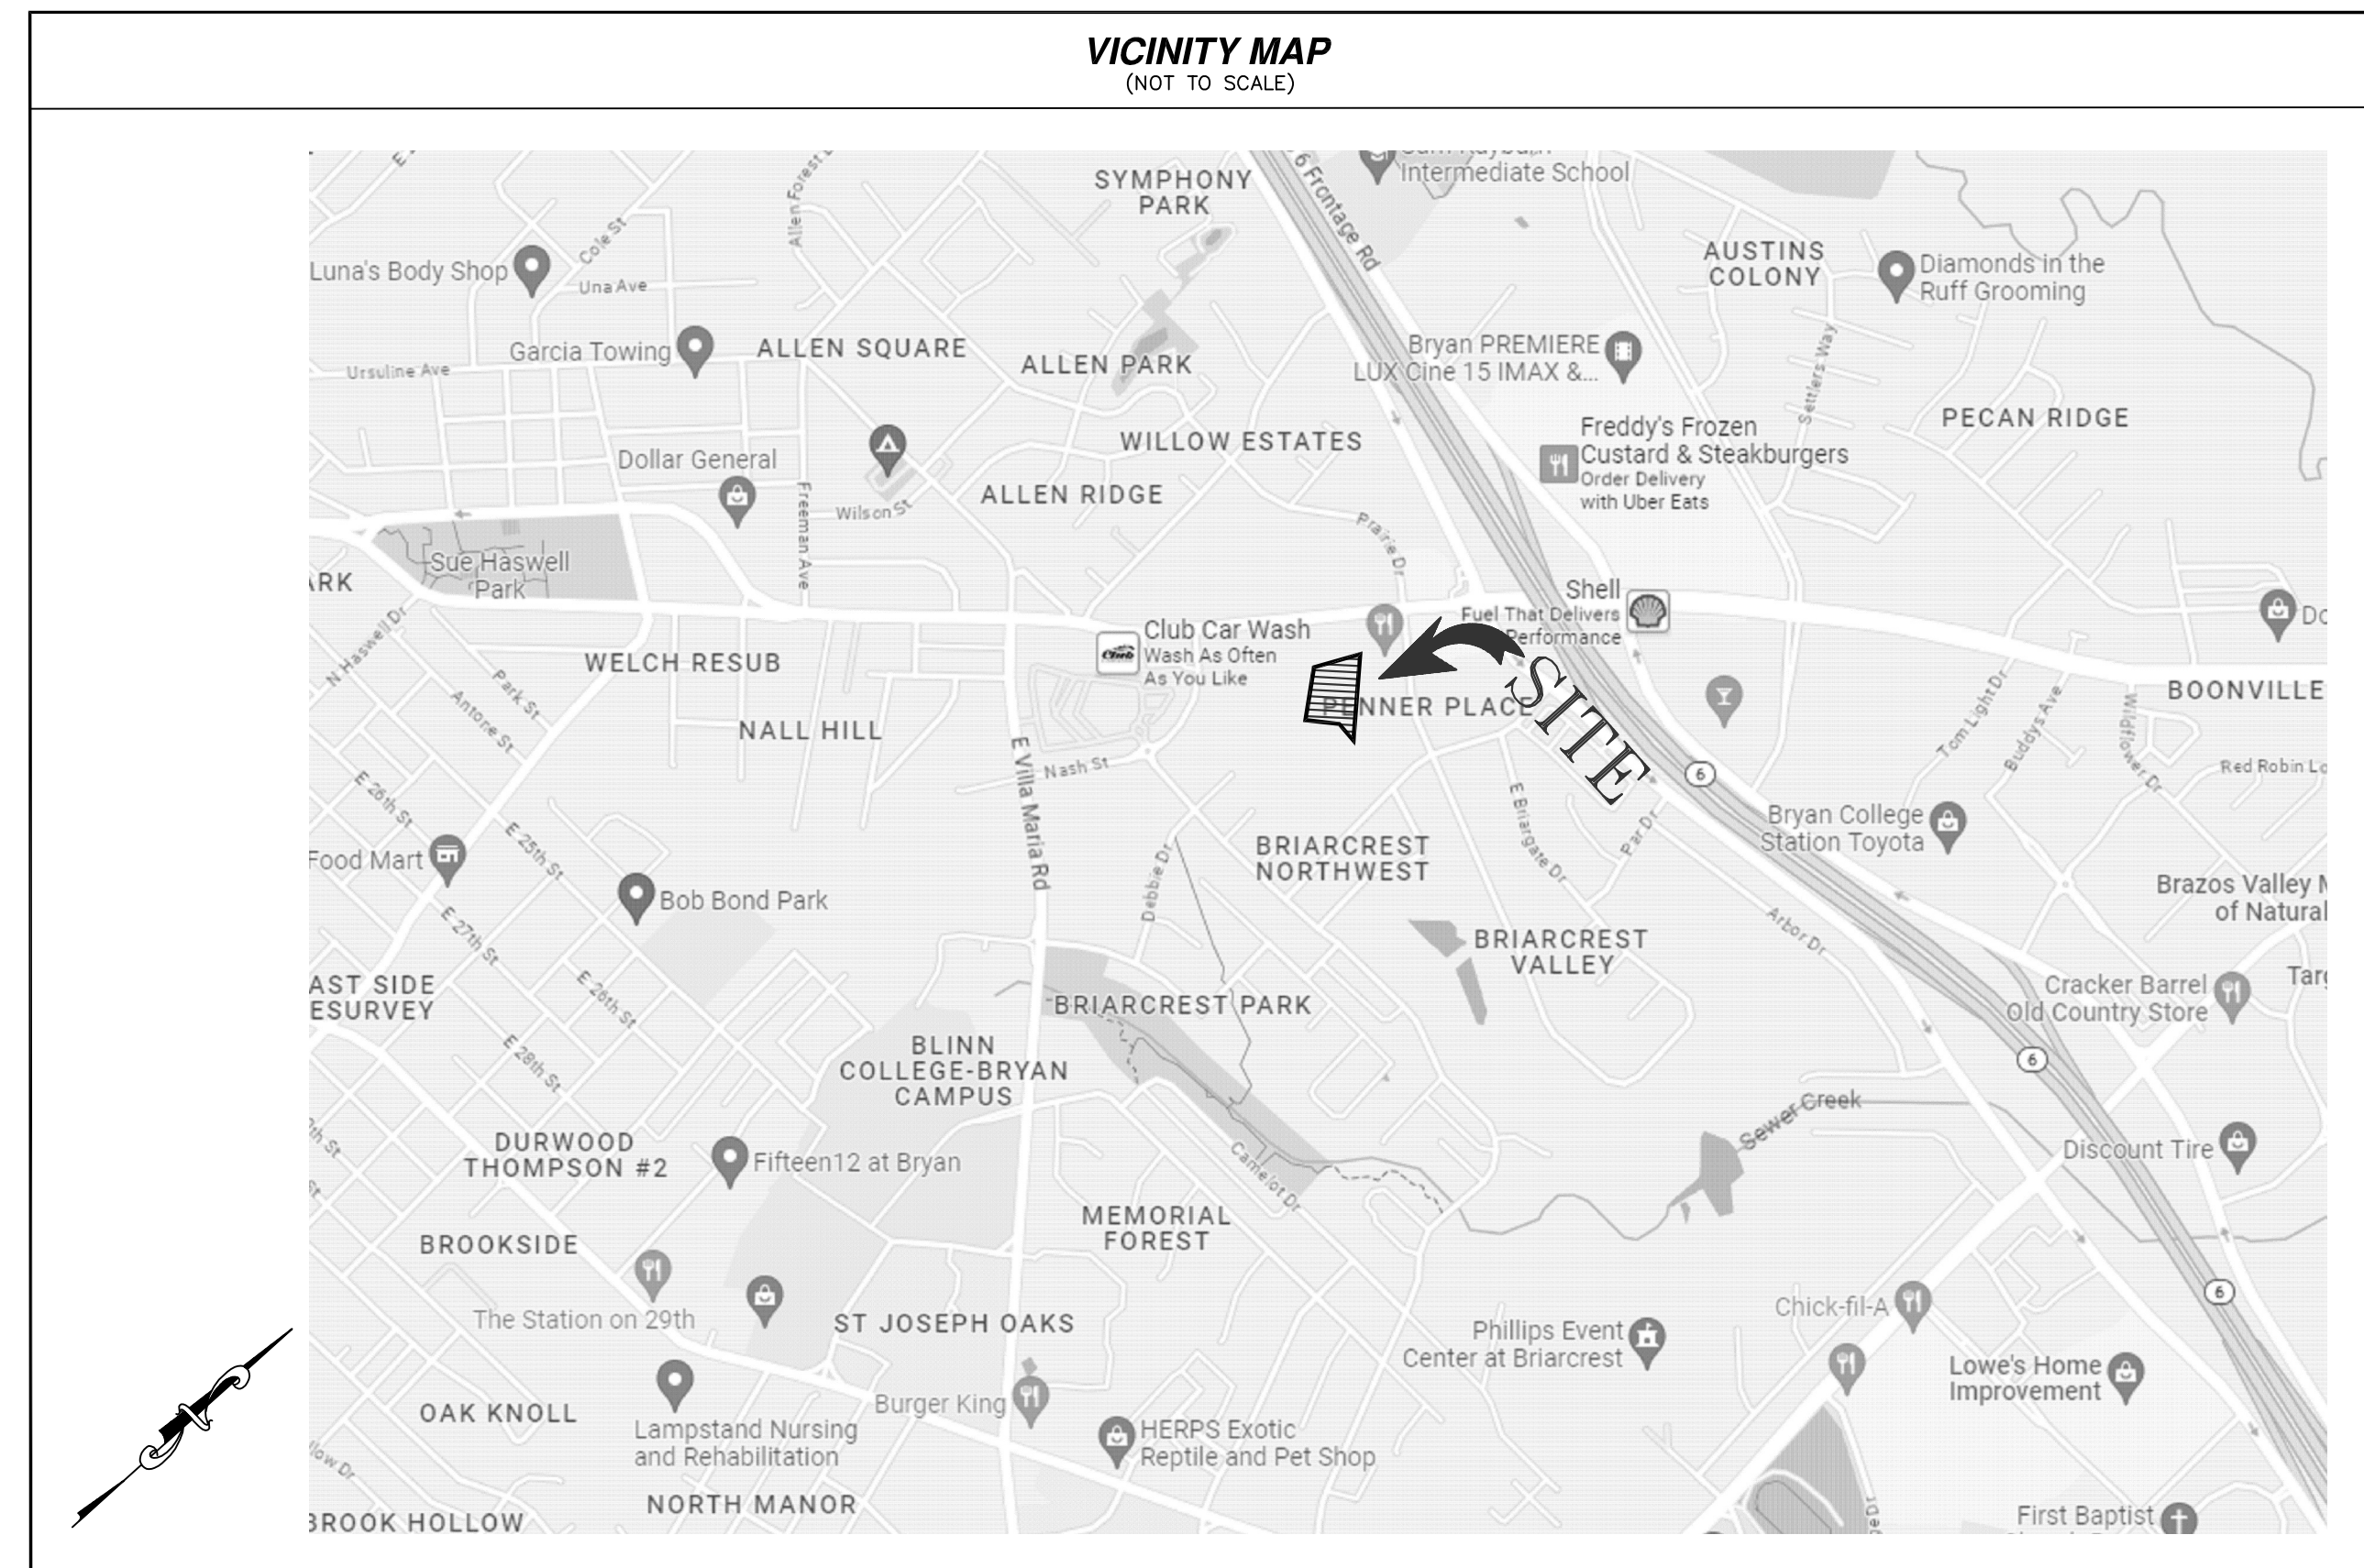 VICINITY MAP
(NOT TO SCALE)
6 Frontage Rd
Intermediate School
SYMPHONY
PARK
Allen Forest
Cole St
Luna's Body Shop
Una Ave
AUSTINS
COLONY
Diamonds in the
Ruff Grooming
Garcia Towing
ALLEN SQUARE
Ursuline Ave
ALLEN PARK
Bryan PREMIERE
LUX Cine 15 IMAX &...
Settlers Way
PECAN RIDGE
WILLOW ESTATES
Freddy's Frozen
Custard & Steakburgers
Order Delivery
with Uber Eats
Dollar General
ALLEN RIDGE
Freeman Ave
Wilson St
Prairie Dr
Sue Haswell
Park
ARK
Shell
Fuel That Delivers
Performance
Club
Club Car Wash
Wash As Often
As You Like
Do
N Haswell Dr
WELCH RESUB
Park St
Antone St
NALL HILL
PENNER PLACE
SITE
BOONVILLE
Tom Light Dr
Buddys Ave
Wildflower Dr
Red Robin Lo
E Villa Maria Rd
Nash St
6
E 26th St
E 25th St
E Briargate Dr
Par Dr
Bryan College
Station Toyota
Food Mart
BRIARCREST
NORTHWEST
Debbie Dr
Bob Bond Park
Brazos Valley M
of Natural
E 27th St
Arbor Dr
BRIARCREST
VALLEY
E 26th St
AST SIDE
ESURVEY
BRIARCREST PARK
Cracker Barrel
Old Country Store
Targ
E 28th St
BLINN
COLLEGE-BRYAN
CAMPUS
6
Sewer Creek
7th St
St
DURWOOD
THOMPSON #2
Fifteen12 at Bryan
Camelot Dr
Discount Tire
MEMORIAL
FOREST
BROOKSIDE
6
The Station on 29th
ST JOSEPH OAKS
Chick-fil-A
Phillips Event
Center at Briarcrest
Lowe's Home
Improvement
OAK KNOLL
Burger King
Lampstand Nursing
and Rehabilitation
HERPS Exotic
Reptile and Pet Shop
llow Dr
NORTH MANOR
BROOK HOLLOW
First Baptist